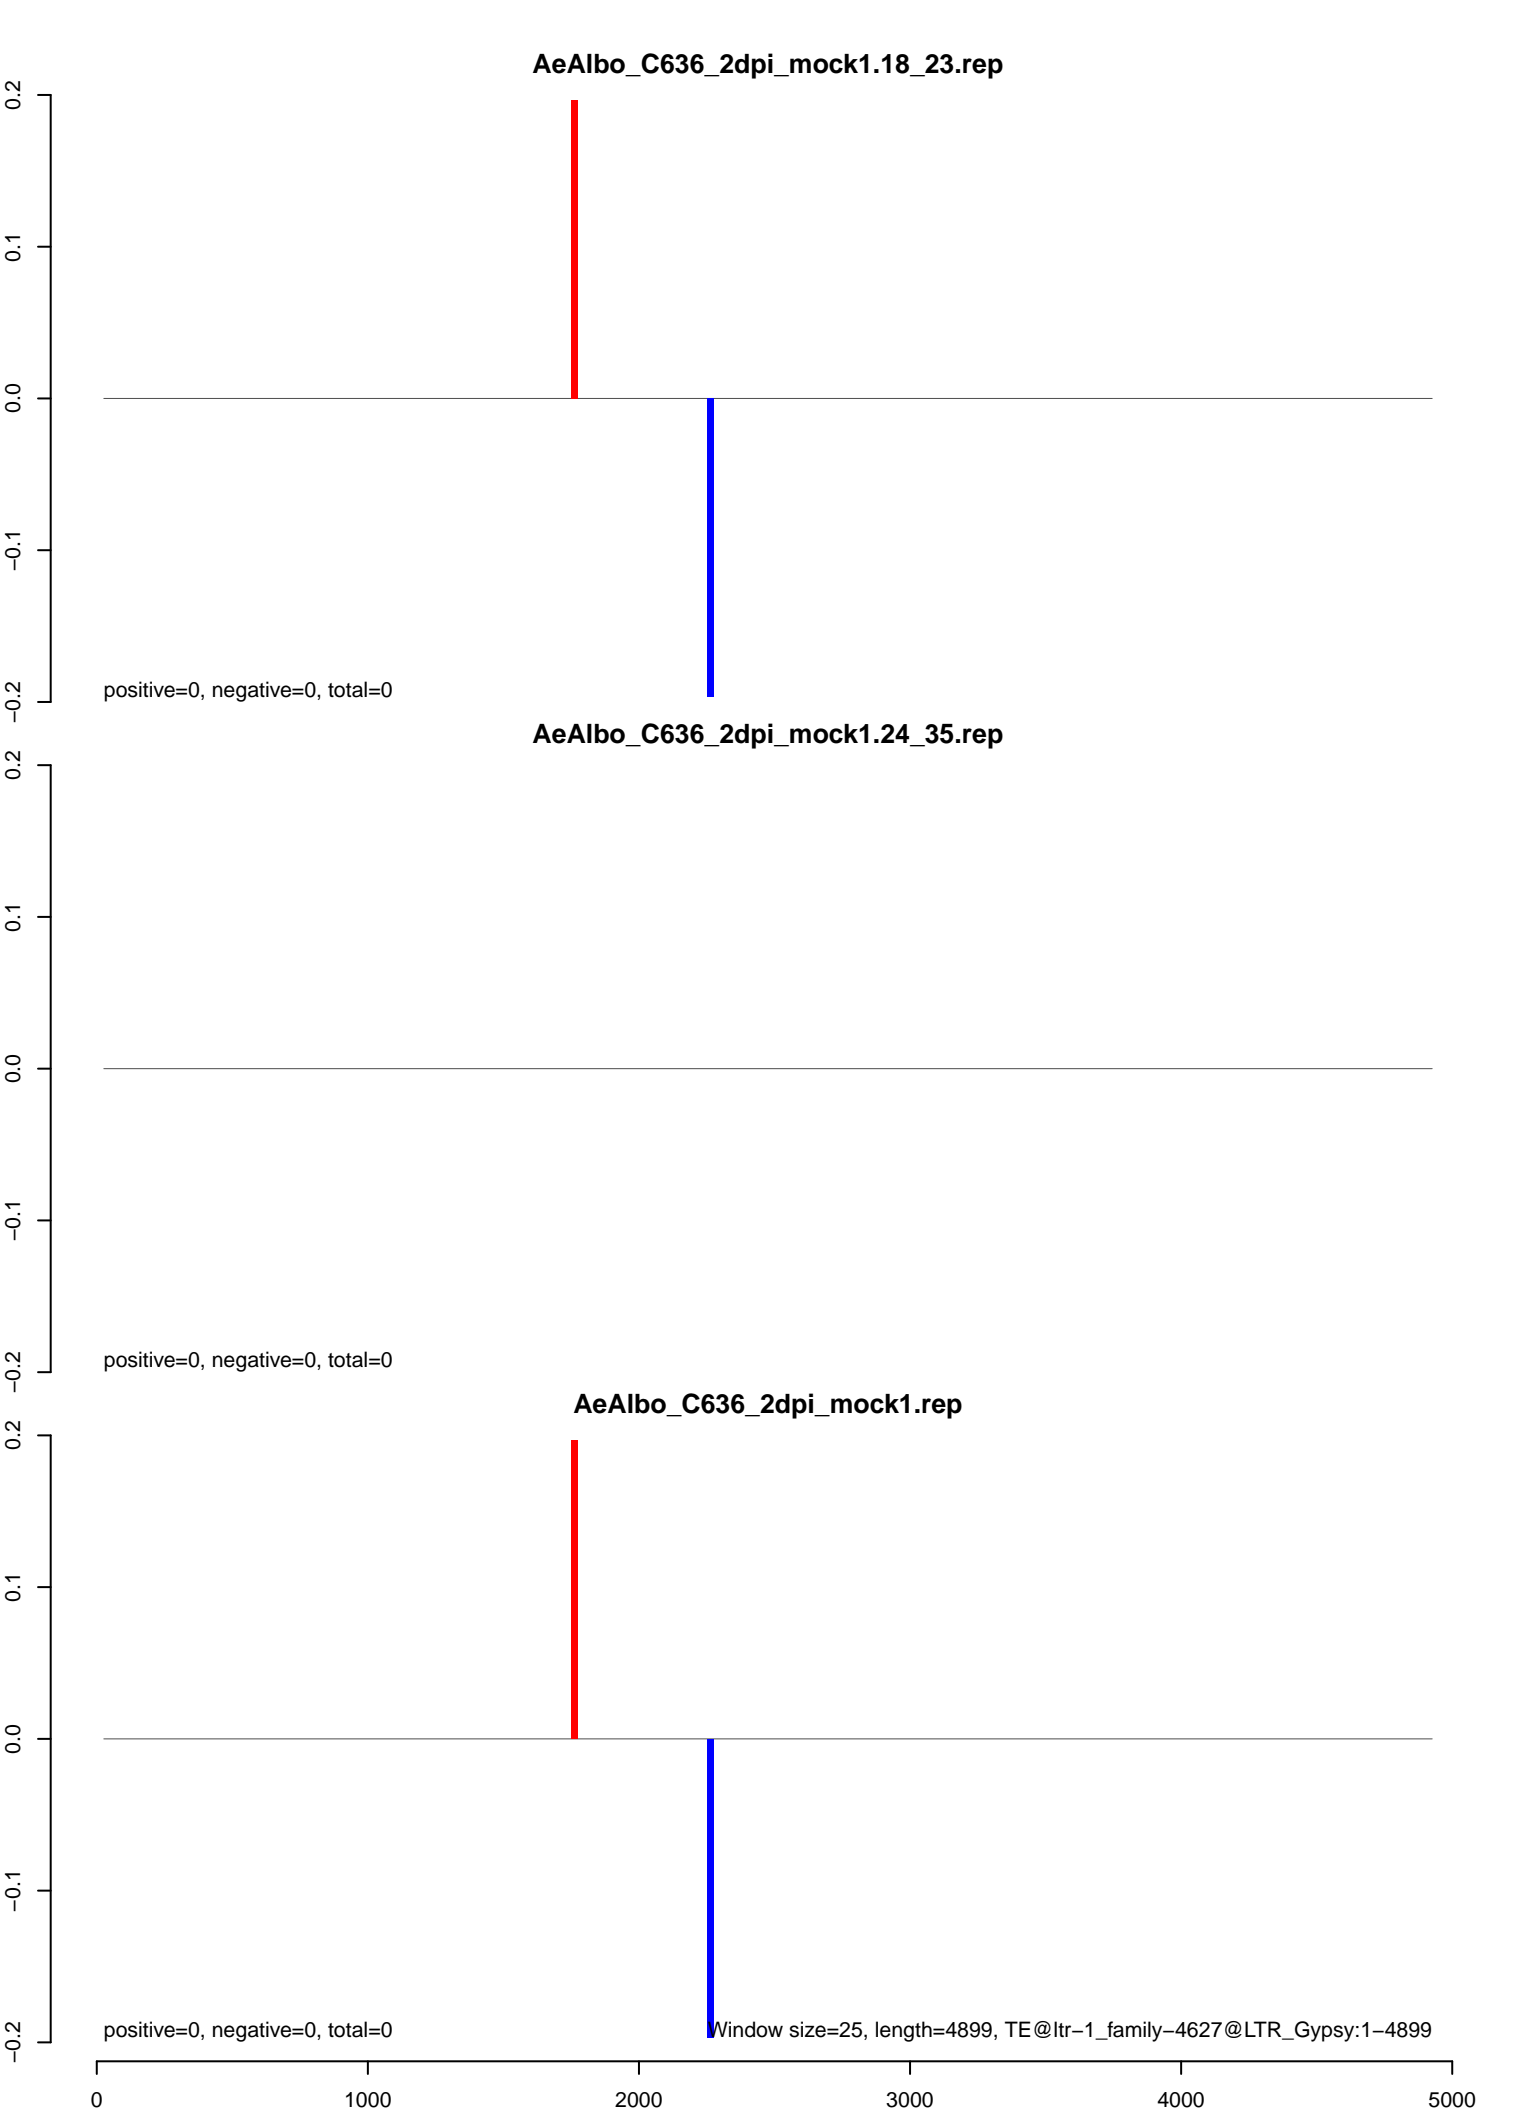 AeAlbo_C636_2dpi_mock1.18_23.rep
0.2
0.1
0.0
−0.1
−0.2
positive=0, negative=0, total=0
AeAlbo_C636_2dpi_mock1.24_35.rep
0.2
0.1
0.0
−0.1
−0.2
positive=0, negative=0, total=0
AeAlbo_C636_2dpi_mock1.rep
0.2
0.1
0.0
−0.1
−0.2
positive=0, negative=0, total=0
Window size=25, length=4899, TE@ltr−1_family−4627@LTR_Gypsy:1−4899
0 1000 2000 3000 4000 5000